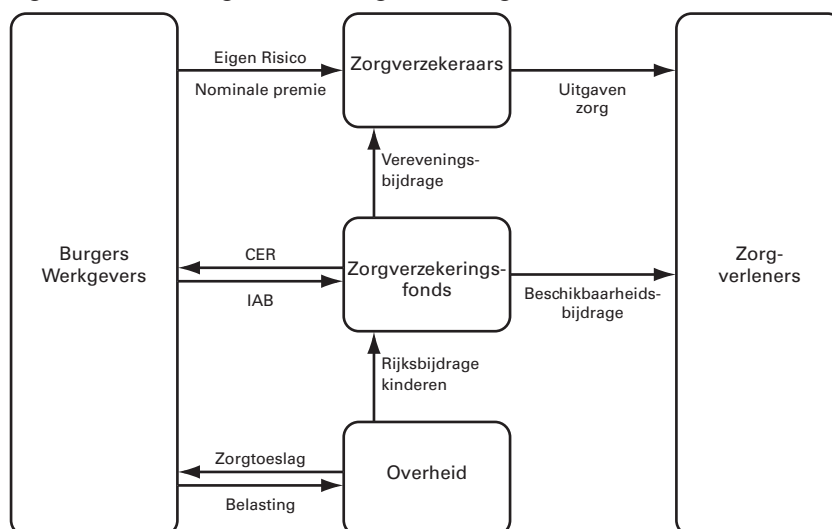 Eigen Risico
Nominale premie
Zorgverzekeraars
Uitgaven
zorg
Verevenings-
bijdrage
Burgers
Werkgevers
CER
IAB
Zorgverzekerings-
fonds
Beschikbaarheids-
bijdrage
Zorg-
verleners
Rijksbijdrage
kinderen
Zorgtoeslag
Belasting
Overheid